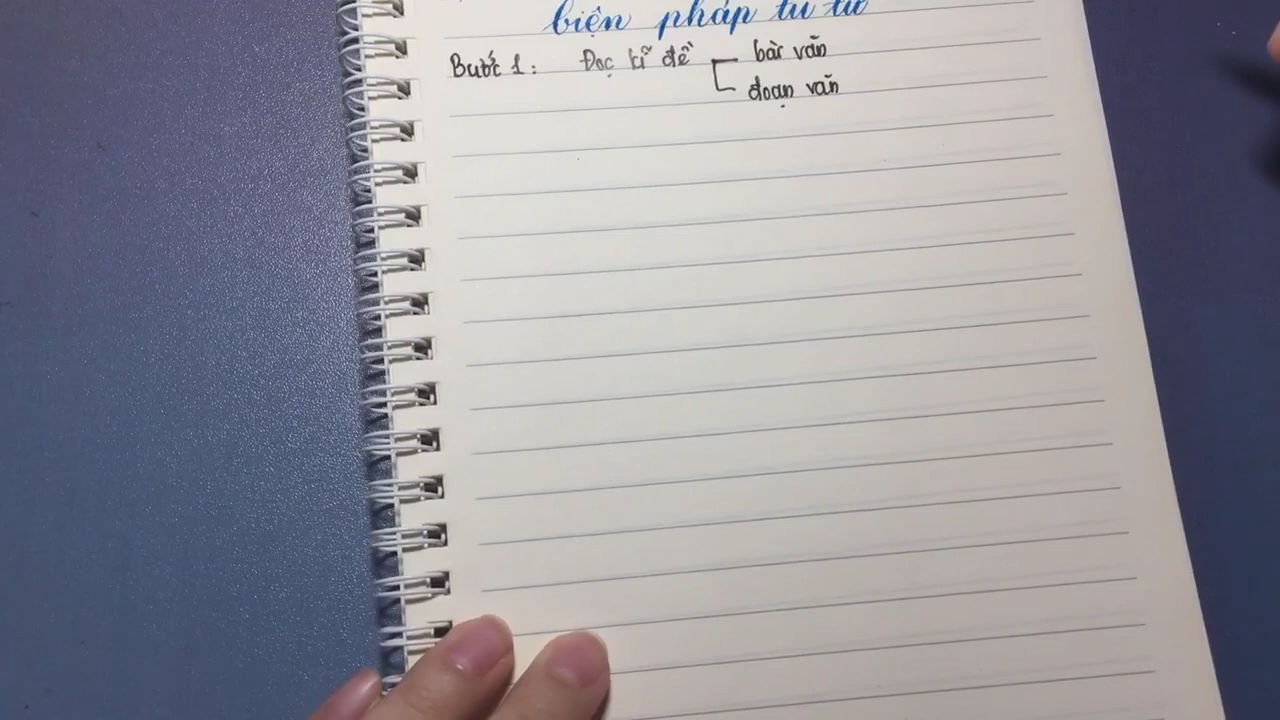 biện pháp tu từ
Bước 1: Đọc kĩ đề
bài văn
đoạn văn